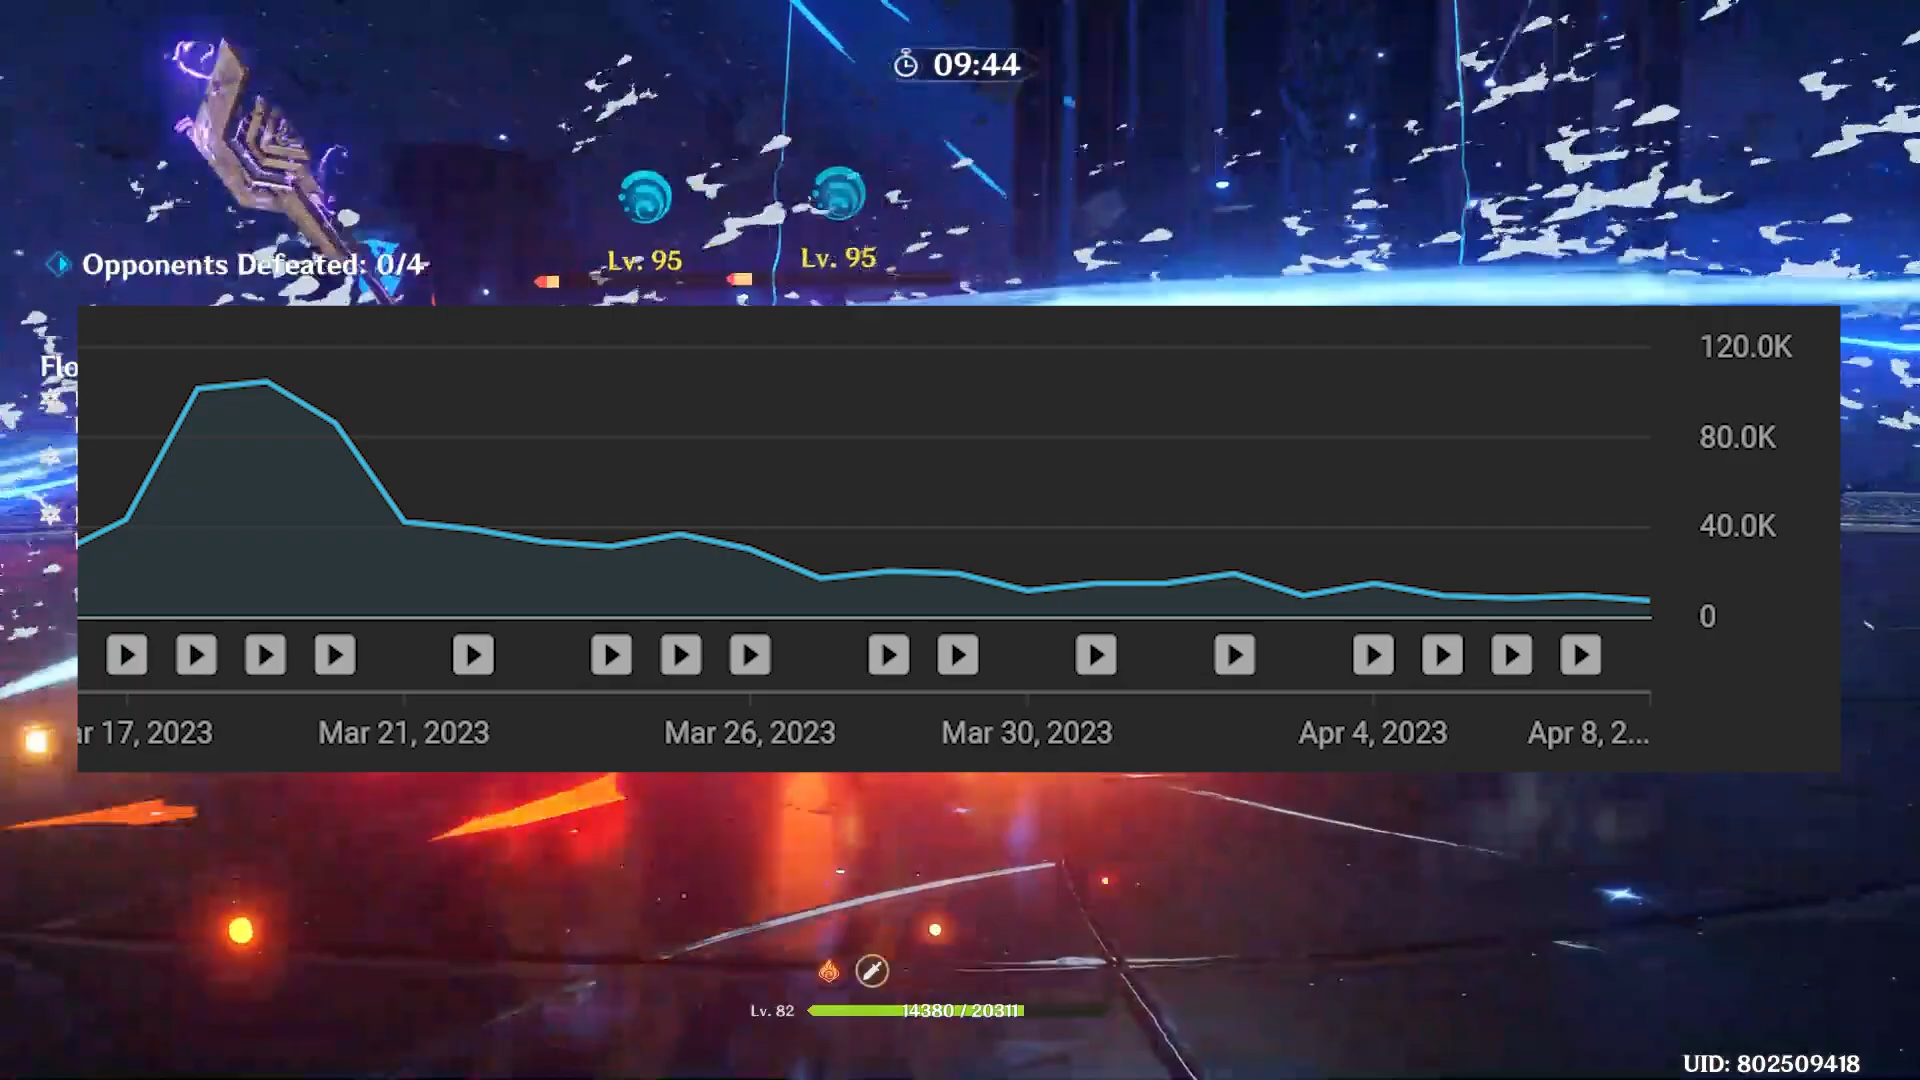 09:44
Lv. 95
Lv. 95
Opponents Defeated: 0/4
Flo
120.0K
80.0K
40.0K
0
ar 17, 2023
Mar 21, 2023
Mar 26, 2023
Mar 30, 2023
Apr 4, 2023
Apr 8, 2...
Lv. 82
14380 / 20311
UID: 802509418